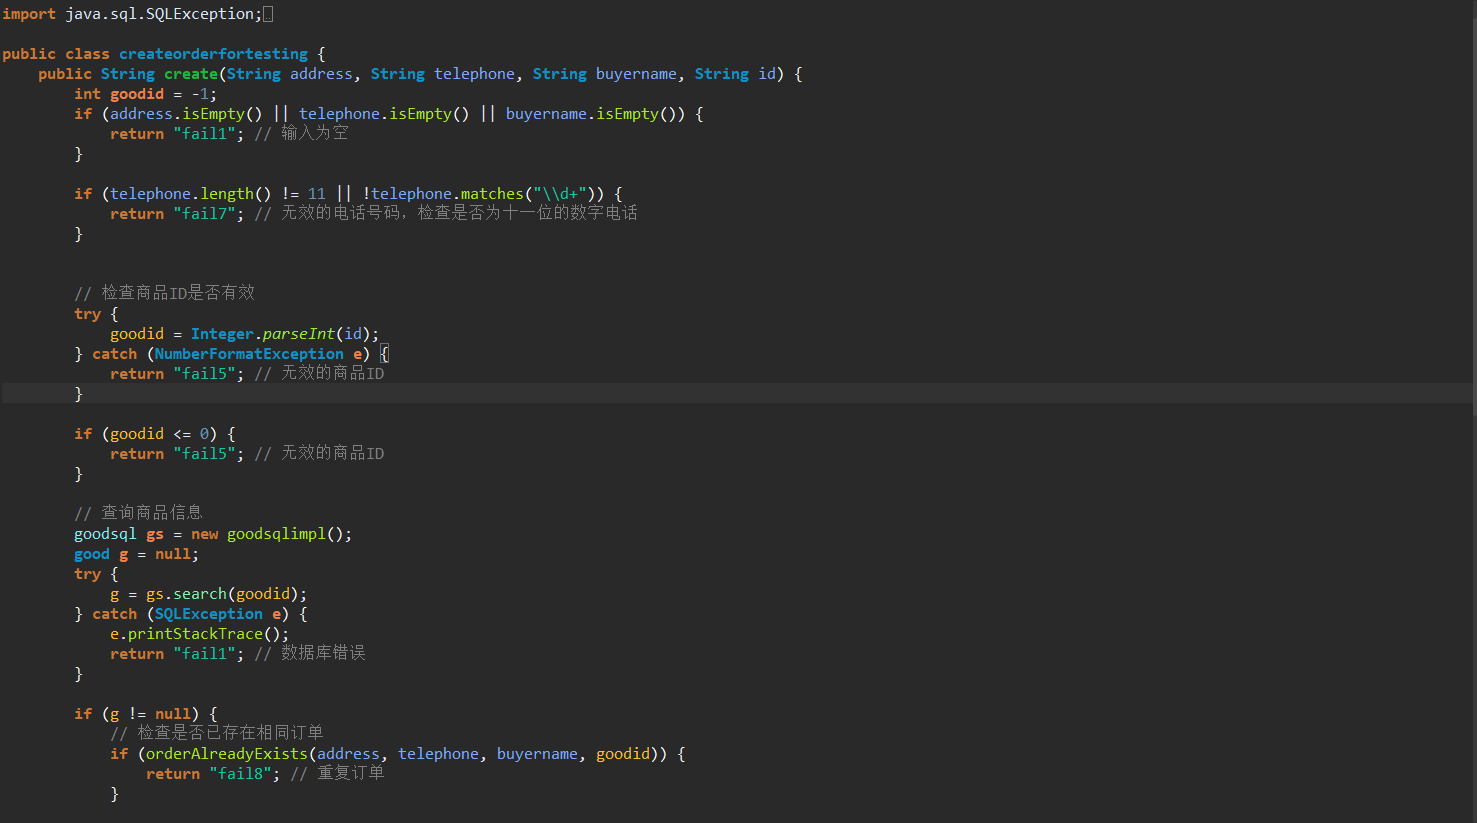 import java.sql.SQLException;
public class createorderfortesting {
public String create(String address, String telephone, String buyername, String id) {
int goodid = -1;
if (address.isEmpty() || telephone.isEmpty() || buyername.isEmpty()) {
return "fail1"; // 输入为空
}
if (telephone.length() != 11 || !telephone.matches("\\d+")) {
return "fail7"; // 无效的电话号码，检查是否为十一位的数字电话
}
// 检查商品ID是否有效
try {
goodid = Integer.parseInt(id);
} catch (NumberFormatException e) {
return "fail5"; // 无效的商品ID
}
if (goodid <= 0) {
return "fail5"; // 无效的商品ID
}
// 查询商品信息
goodsql gs = new goodsqlimpl();
good g = null;
try {
g = gs.search(goodid);
} catch (SQLException e) {
e.printStackTrace();
return "fail1"; // 数据库错误
}
if (g != null) {
// 检查是否已存在相同订单
if (orderAlreadyExists(address, telephone, buyername, goodid)) {
return "fail8"; // 重复订单
}